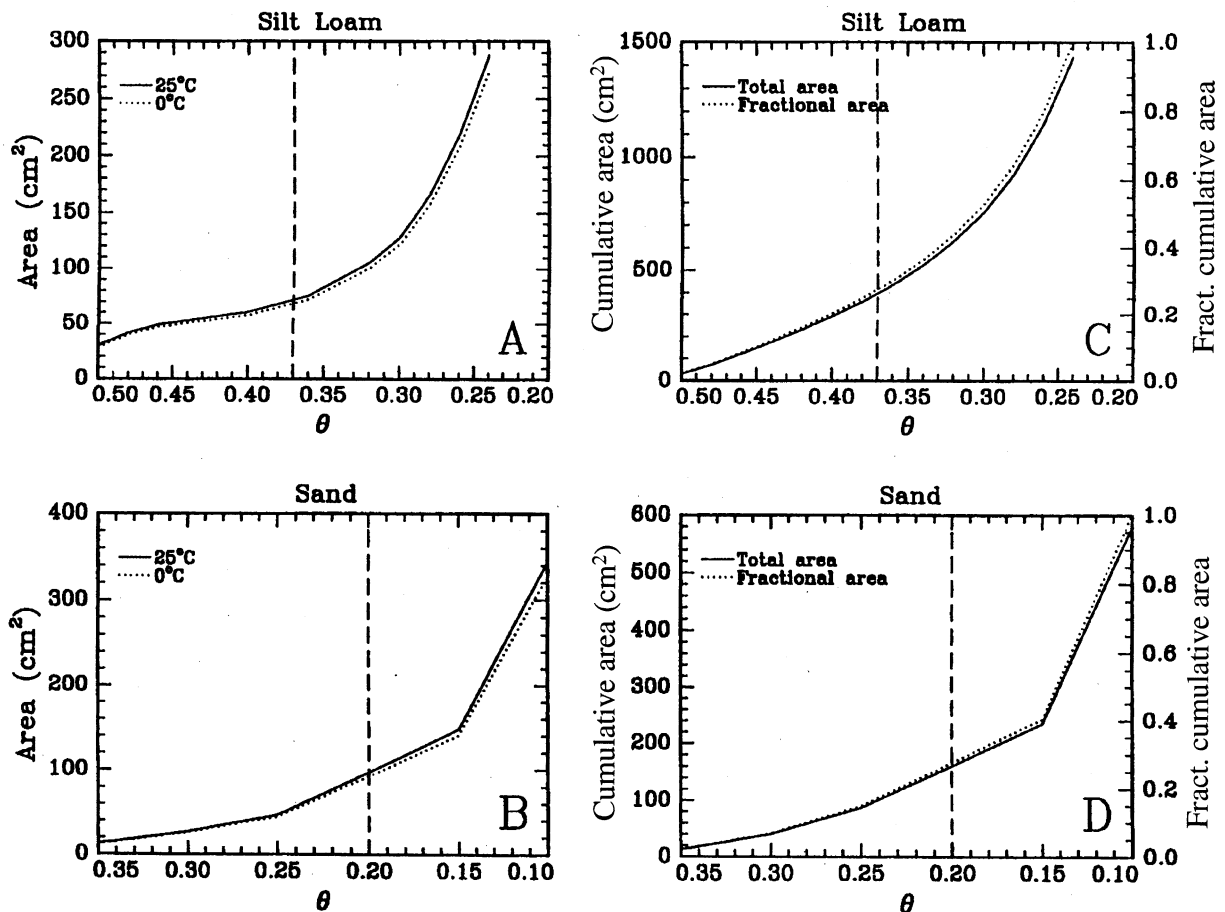 Silt Loam
Area (cm²)
300
250
200
150
100
50
0
25°C
0°C
A
0.50 0.45 0.40 0.35 0.30 0.25 0.20
θ
Silt Loam
Cumulative area (cm²)
1500
1000
500
0
Total area
Fractional area
C
1.0
0.8
0.6
0.4
0.2
0.0
Fract. cumulative area
0.50 0.45 0.40 0.35 0.30 0.25 0.20
θ
Sand
Area (cm²)
400
300
200
100
0
25°C
0°C
B
0.35 0.30 0.25 0.20 0.15 0.10
θ
Sand
Cumulative area (cm²)
600
500
400
300
200
100
0
Total area
Fractional area
D
1.0
0.8
0.6
0.4
0.2
0.0
Fract. cumulative area
0.35 0.30 0.25 0.20 0.15 0.10
θ